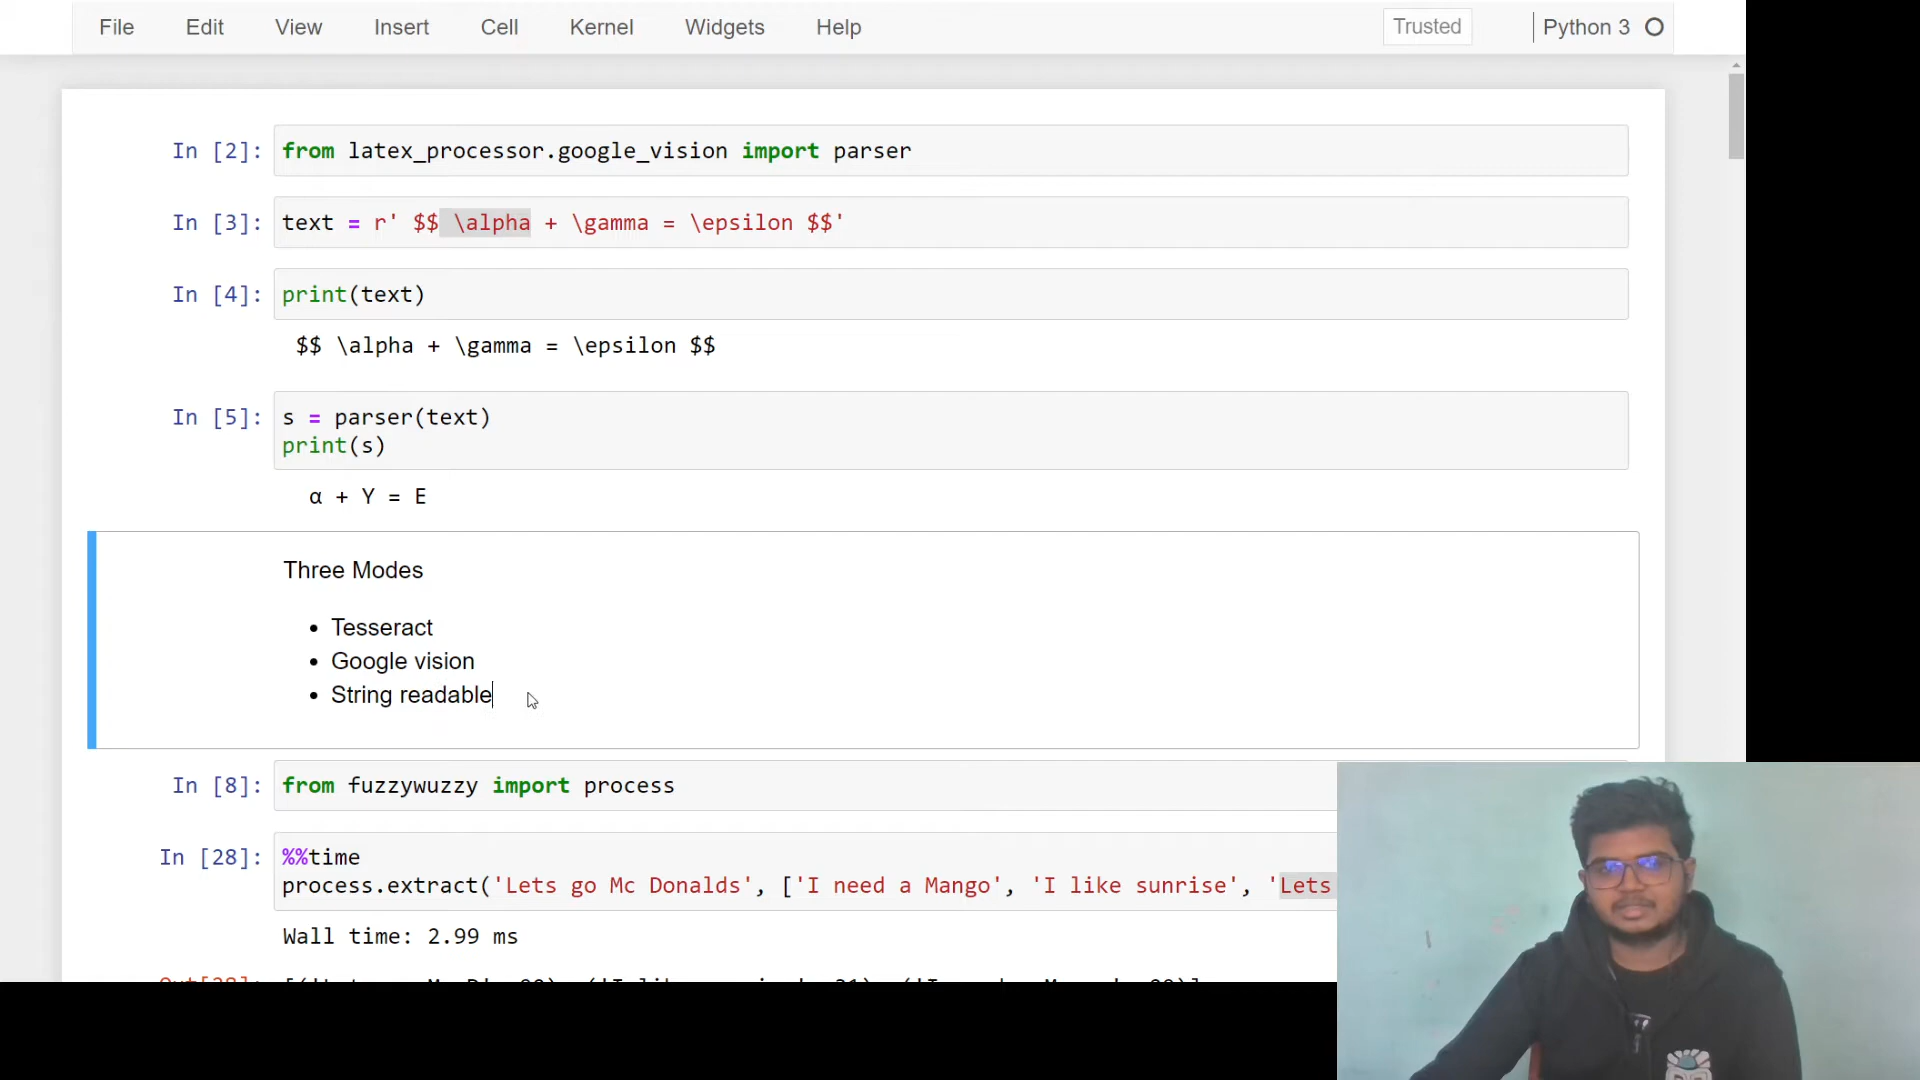 File Edit View Insert Cell Kernel Widgets Help Trusted Python 3
In [2]: from latex_processor.google_vision import parser
In [3]: text = r' $$ \alpha + \gamma = \epsilon $$'
In [4]: print(text)
$$ \alpha + \gamma = \epsilon $$
In [5]: s = parser(text)
print(s)
α + Y = E
Three Modes
• Tesseract
• Google vision
• String readable
In [8]: from fuzzywuzzy import process
In [28]: %%time
process.extract('Lets go Mc Donalds', ['I need a Mango', 'I like sunrise', 'Lets
Wall time: 2.99 ms